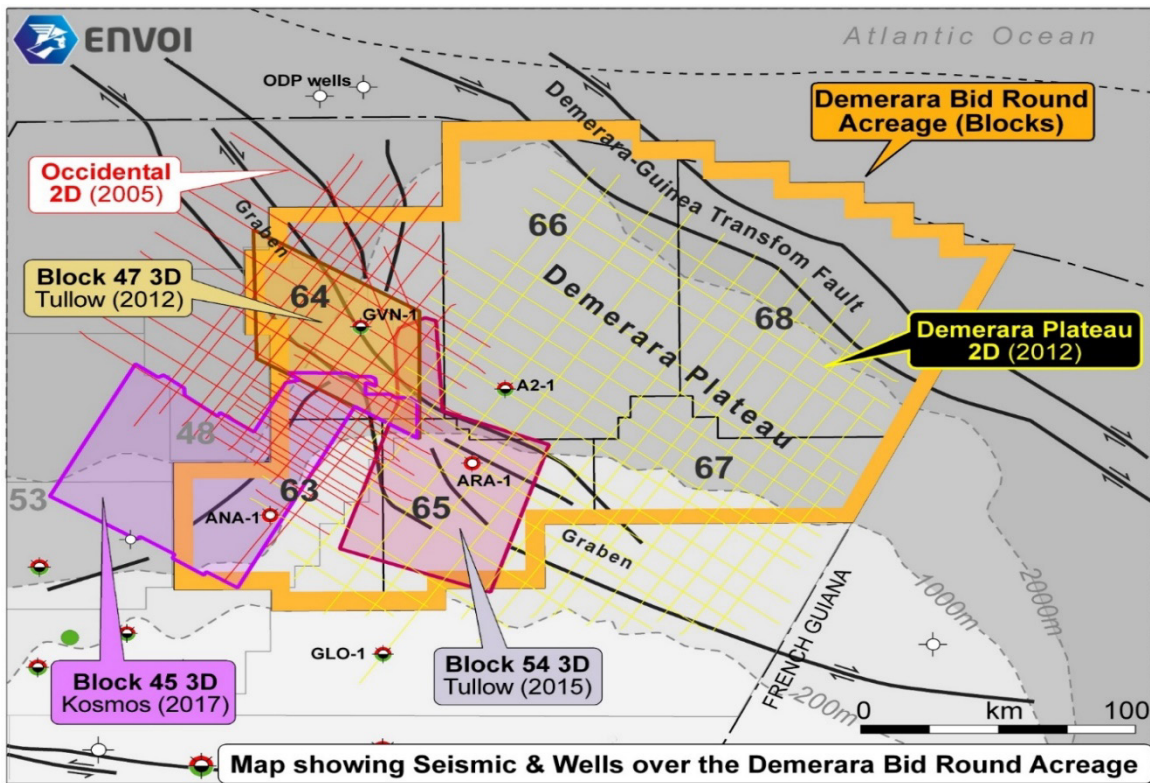 ENVOI
Atlantic Ocean
ODP wells
Demerara Bid Round
Acreage (Blocks)
Demerara-Guinea Transfom Fault
Occidental
2D (2005)
Graben
66
Block 47 3D
Tullow (2012)
64
GVN-1
Demerara Plateau
68
Demerara Plateau
2D (2012)
A2-1
48
67
53
63
ARA-1
ANA-1
65
Graben
1000m
2000m
FRENCH GUIANA
GLO-1
Block 45 3D
Kosmos (2017)
Block 54 3D
Tullow (2015)
200m
0 km 100
Map showing Seismic & Wells over the Demerara Bid Round Acreage